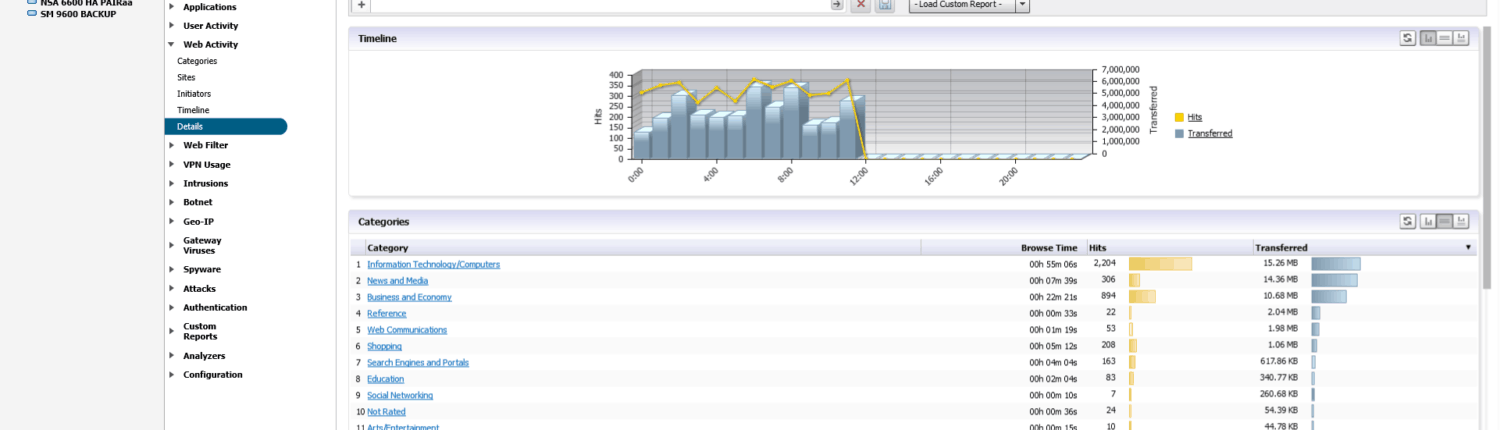 NSA 6600 HA PAIRaa
SM 9600 BACKUP
Applications
User Activity
Web Activity
Categories
Sites
Initiators
Timeline
Details
Web Filter
VPN Usage
Intrusions
Botnet
Geo-IP
Gateway
Viruses
Spyware
Attacks
Authentication
Custom
Reports
Analyzers
Configuration
+
- Load Custom Report -
Timeline
400
350
300
250
200
150
100
50
0
Hits
7,000,000
6,000,000
5,000,000
4,000,000
3,000,000
2,000,000
1,000,000
0
Transferred
0:00
4:00
8:00
12:00
16:00
20:00
Hits
Transferred
Categories
Category Browse Time Hits Transferred
1 Information Technology/Computers 00h 55m 06s 2,204 15.26 MB
2 News and Media 00h 07m 39s 306 14.36 MB
3 Business and Economy 00h 22m 21s 894 10.68 MB
4 Reference 00h 00m 33s 22 2.04 MB
5 Web Communications 00h 01m 19s 53 1.98 MB
6 Shopping 00h 05m 12s 208 1.06 MB
7 Search Engines and Portals 00h 04m 04s 163 617.86 KB
8 Education 00h 02m 04s 83 340.77 KB
9 Social Networking 00h 00m 10s 7 260.68 KB
10 Not Rated 00h 00m 36s 24 54.39 KB
11 Arts/Entertainment 00h 00m 15s 10 44.78 KB